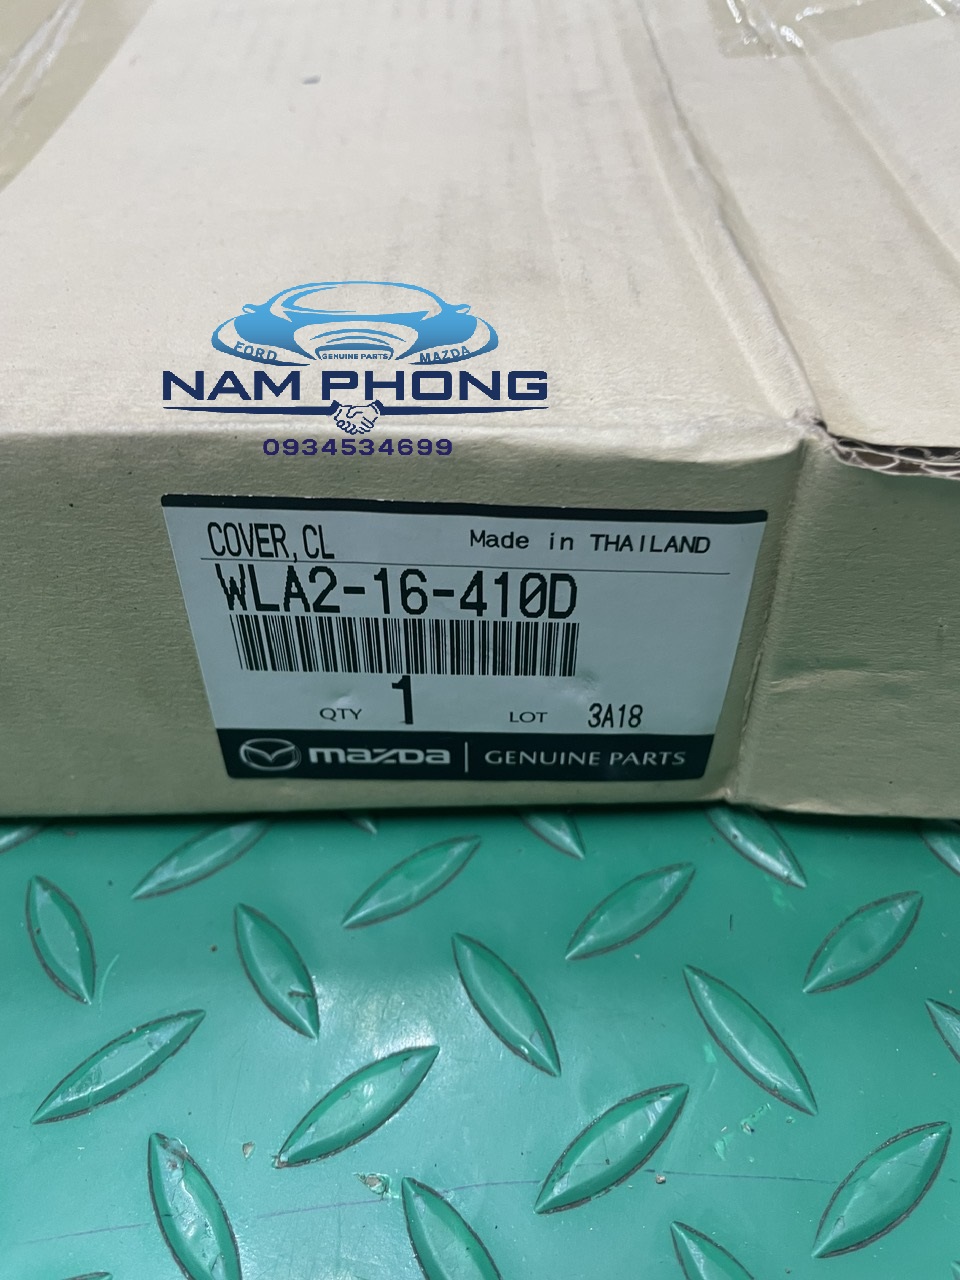 FORD GENUINE PARTS MAZDA
NAM PHONG
0934534699
COVER, CL Made in THAILAND
WLA2-16-410D
QTY 1 LOT 3A18
mazda GENUINE PARTS